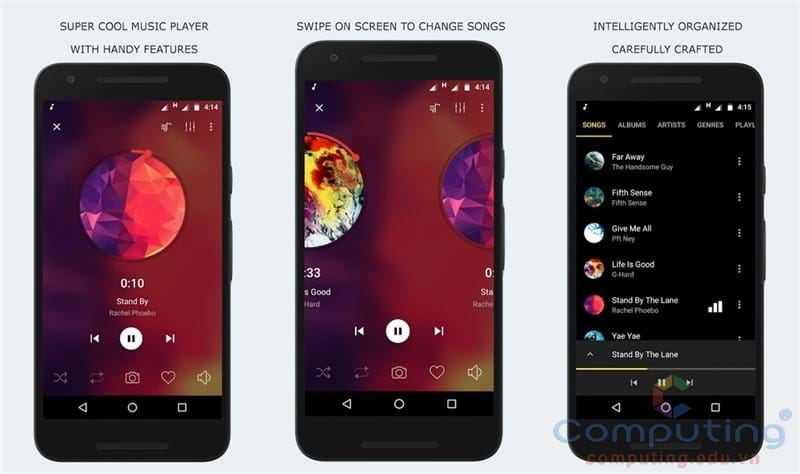 SUPER COOL MUSIC PLAYER
WITH HANDY FEATURES
H 4:14
0:10
Stand By
Rachel Phoebo
SWIPE ON SCREEN TO CHANGE SONGS
H 4:14
:33
s Good
Hard
0:
Sta
Rach
INTELLIGENTLY ORGANIZED
CAREFULLY CRAFTED
H 4:15
SONGS ALBUMS ARTISTS GENRES PLAYL
Far Away
The Handsome Guy
Fifth Sense
Fifth Sense
Give Me All
Pft Ney
Life Is Good
G-Hard
Stand By The Lane
Rachel Phoebo
Yae Yae
Stand By The Lane
Computing®
computing.edu.vn